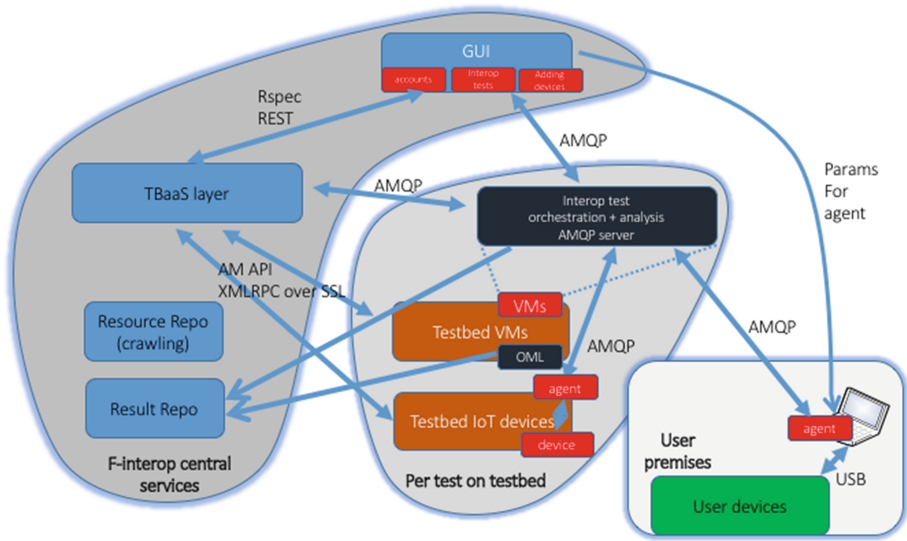 GUI
accounts
Interop
tests
Adding
devices
Rspec
REST
AMQP
Params
For
agent
TBaaS layer
AMQP
Interop test
orchestration + analysis
AMQP server
AM API
XMLRPC over SSL
VMs
Testbed VMs
OML
Resource Repo
(crawling)
AMQP
AMQP
agent
Result Repo
Testbed IoT devices
device
agent
User
premises
F-interop central
services
Per test on testbed
USB
User devices